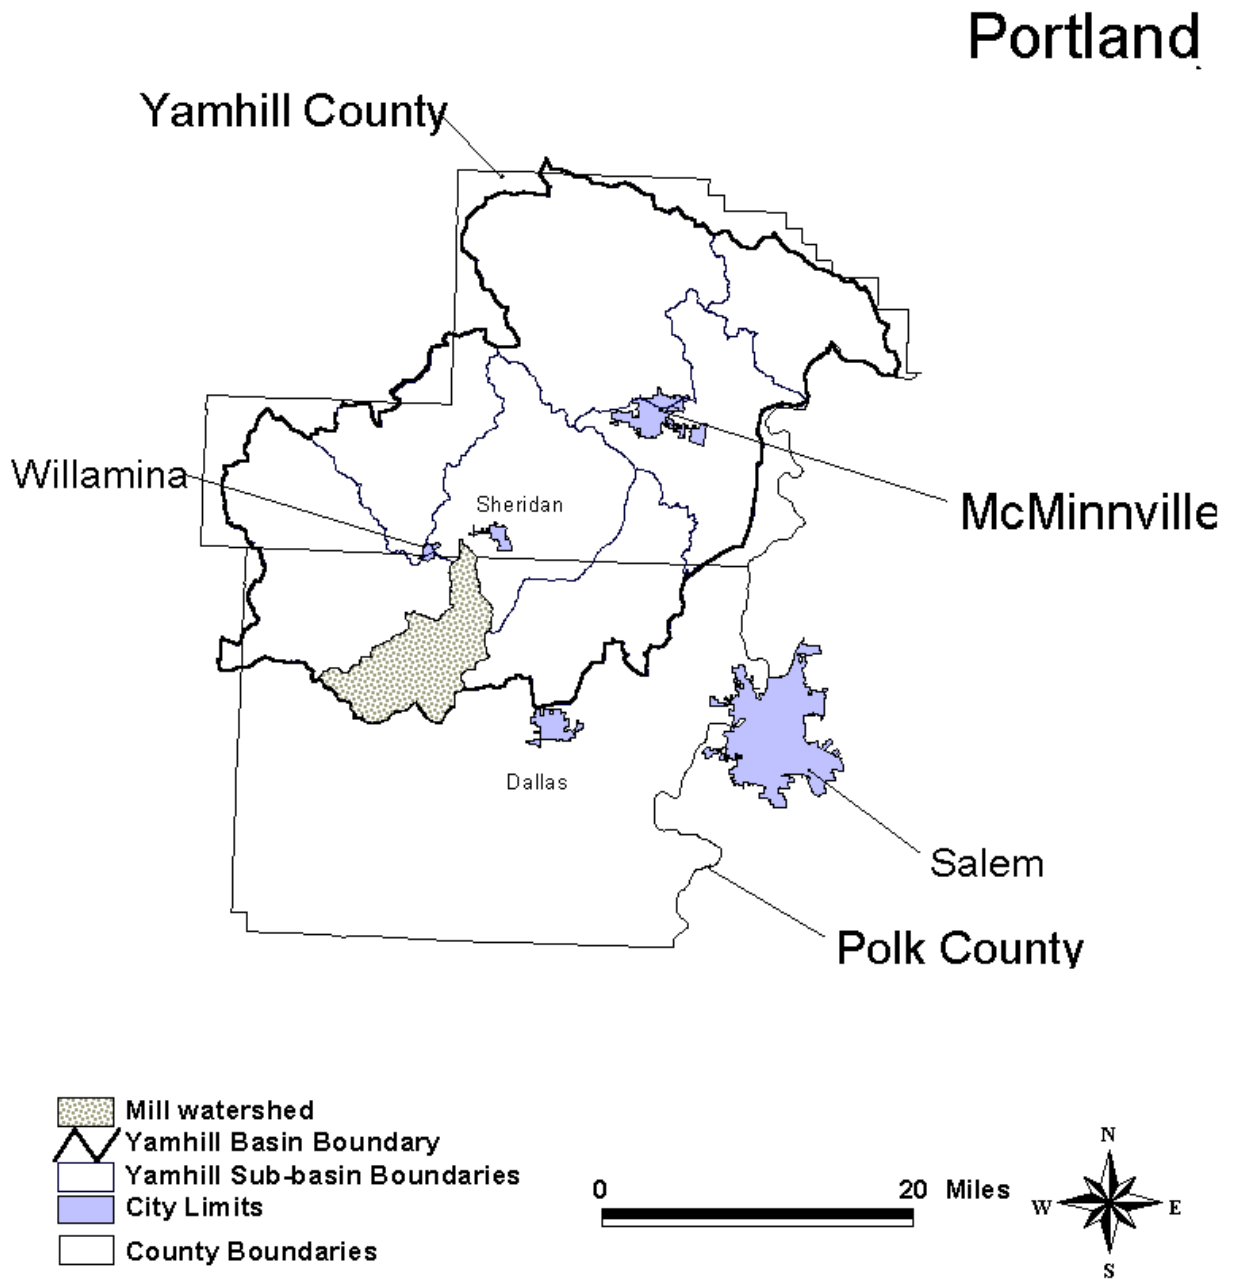 Portland
Yamhill County
Willamina
Sheridan
McMinnville
Dallas
Salem
Polk County
Mill watershed
Yamhill Basin Boundary
Yamhill Sub-basin Boundaries
City Limits
County Boundaries
0 20 Miles
N
W E
S